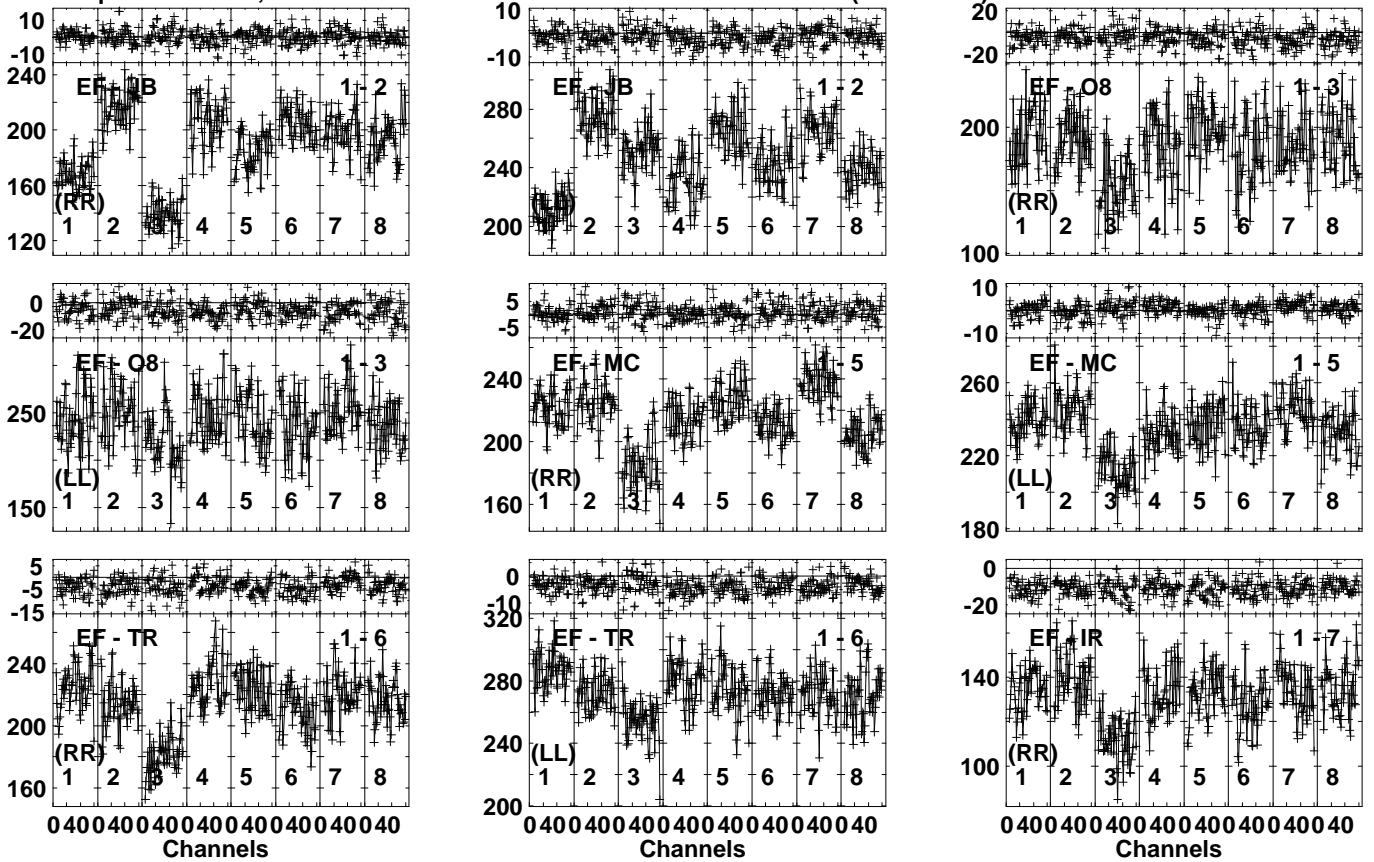 10
-10
240
200
160
120
EF - JB 1 - 2
(RR)
1 2 3 4 5 6 7 8
10
-10
280
240
200
EF - JB 1 - 2
(LL)
1 2 3 4 5 6 7 8
20
-20
200
100
EF - O8 1 - 3
(RR)
1 2 3 4 5 6 7 8
0
-20
250
150
EF - O8 1 - 3
(LL)
1 2 3 4 5 6 7 8
5
-5
240
200
160
EF - MC 1 - 5
(RR)
1 2 3 4 5 6 7 8
10
-10
260
220
180
EF - MC 1 - 5
(LL)
1 2 3 4 5 6 7 8
5
-5
-15
240
200
160
EF - TR 1 - 6
(RR)
1 2 3 4 5 6 7 8
0 40 0 40 0 40 0 40 0 40 0 40 0 40 0 40
Channels
0
-10
320
280
240
200
EF - TR 1 - 6
(LL)
1 2 3 4 5 6 7 8
0 40 0 40 0 40 0 40 0 40 0 40 0 40 0 40
Channels
0
-20
140
100
EF - IR 1 - 7
(RR)
1 2 3 4 5 6 7 8
0 40 0 40 0 40 0 40 0 40 0 40 0 40 0 40
Channels